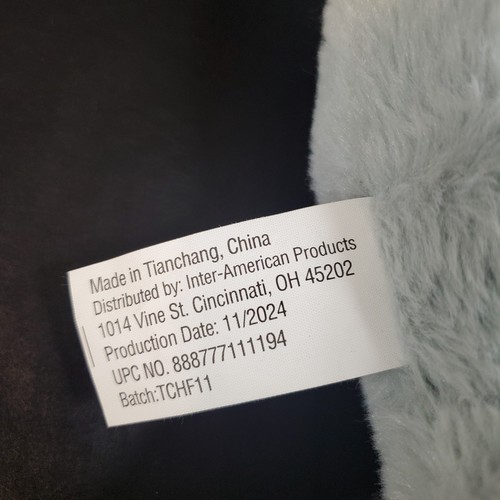 Made in Tianchang, China
Distributed by: Inter-American Products
1014 Vine St. Cincinnati, OH 45202
Production Date: 11/2024
UPC NO. 888777111194
Batch:TCHF11